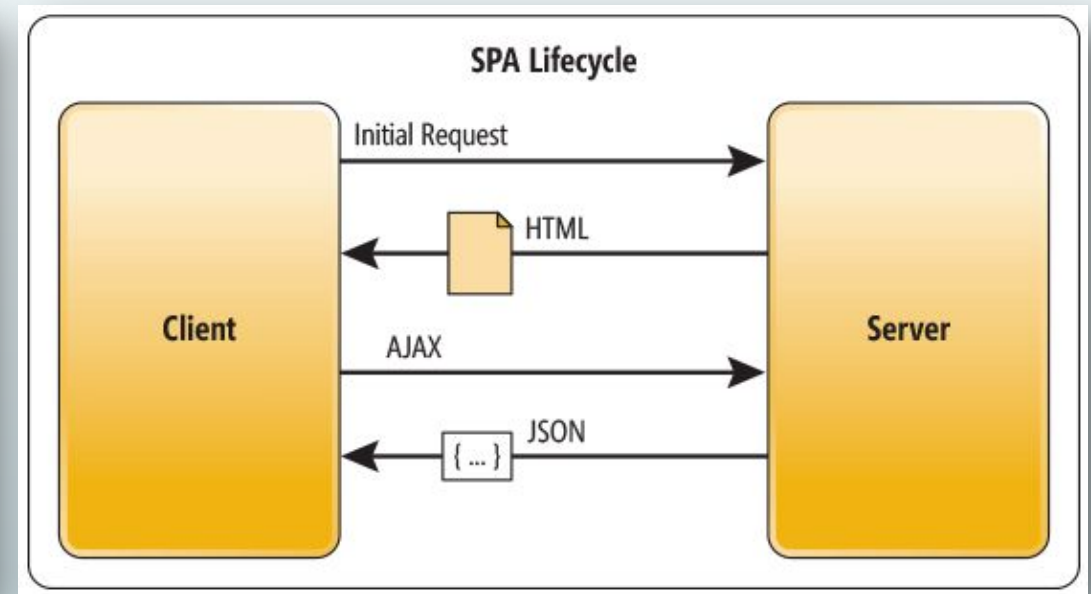 SPA Lifecycle
Initial Request
HTML
Client
Server
AJAX
JSON
{ ... }